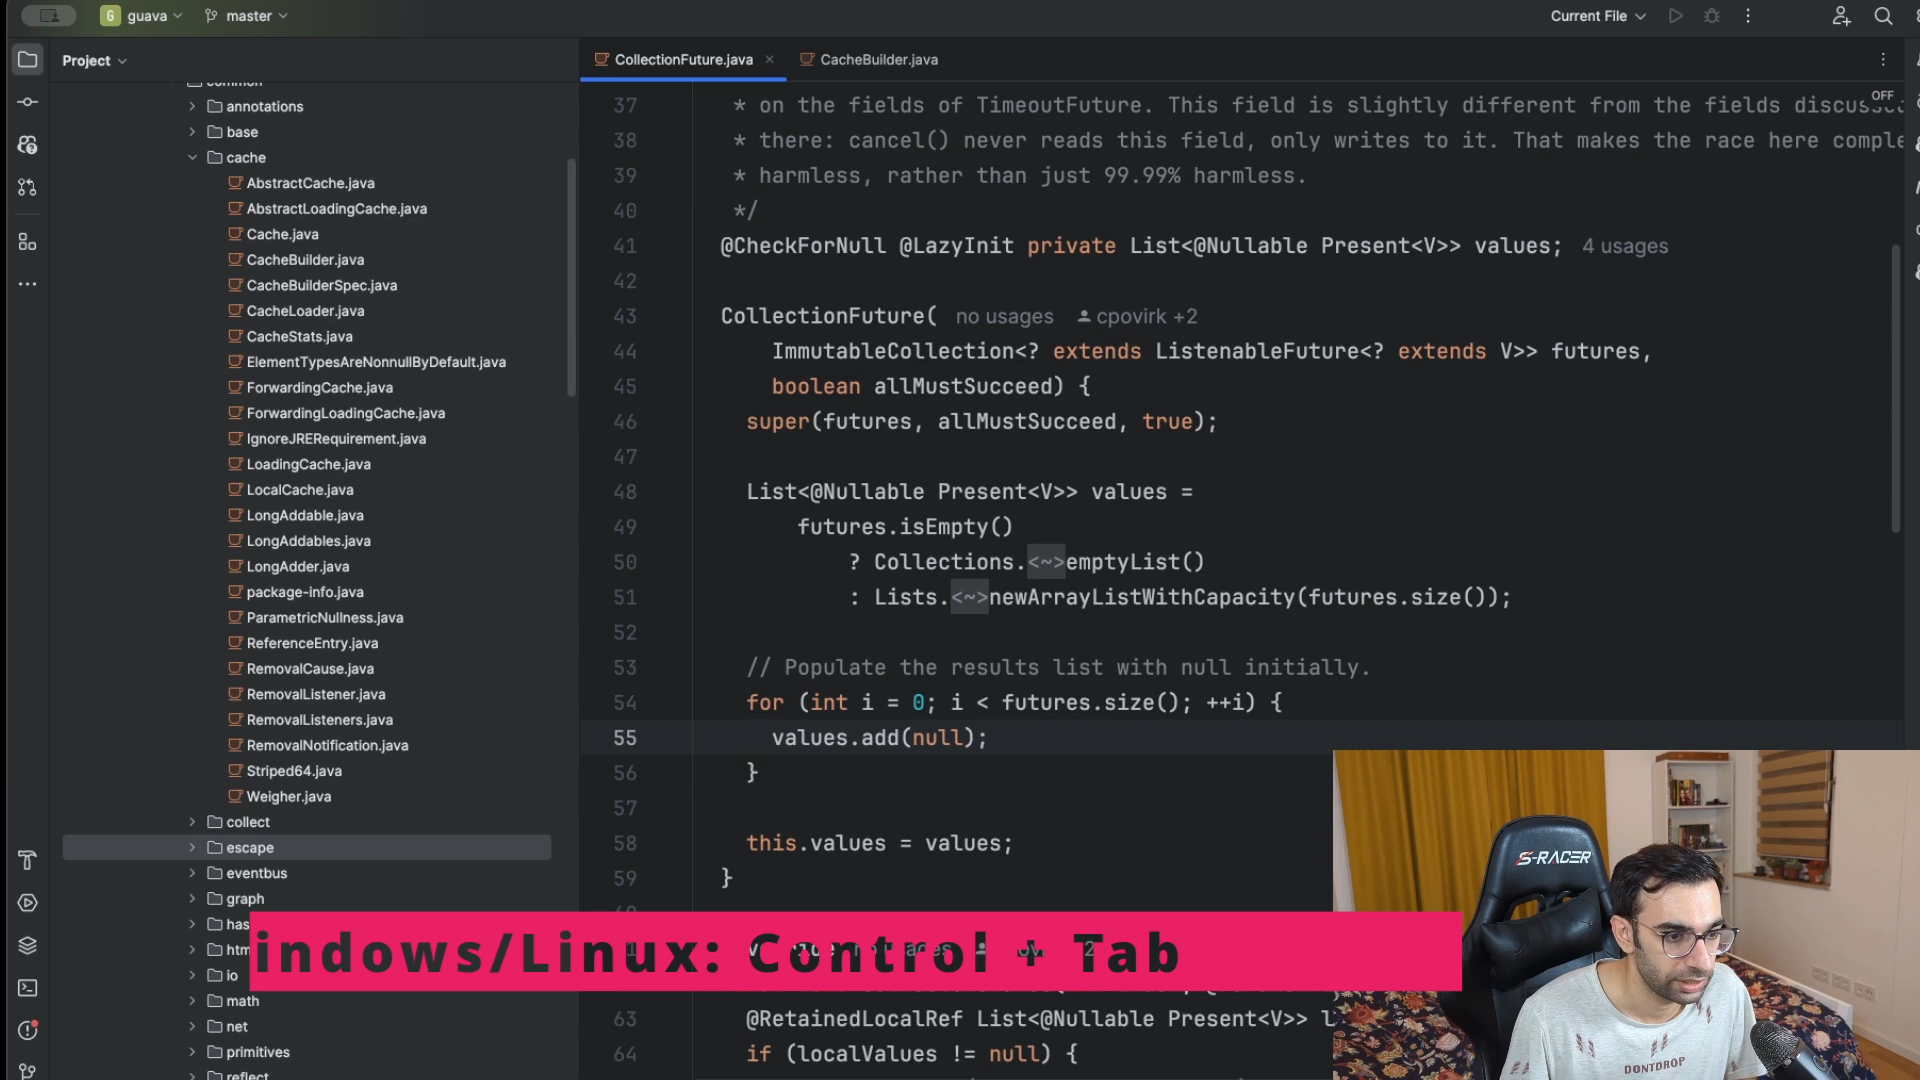 G guava
master
Current File
Project
common
annotations
base
cache
AbstractCache.java
AbstractLoadingCache.java
Cache.java
CacheBuilder.java
CacheBuilderSpec.java
CacheLoader.java
CacheStats.java
ElementTypesAreNonnullByDefault.java
ForwardingCache.java
ForwardingLoadingCache.java
IgnoreJRERequirement.java
LoadingCache.java
LocalCache.java
LongAddable.java
LongAddables.java
LongAdder.java
package-info.java
ParametricNullness.java
ReferenceEntry.java
RemovalCause.java
RemovalListener.java
RemovalListeners.java
RemovalNotification.java
Striped64.java
Weigher.java
collect
escape
eventbus
graph
has
htm
io
math
net
primitives
reflect
CollectionFuture.java
CacheBuilder.java
OFF
37 * on the fields of TimeoutFuture. This field is slightly different from the fields discuss
38 * there: cancel() never reads this field, only writes to it. That makes the race here comple
39 * harmless, rather than just 99.99% harmless.
40 */
41 @CheckForNull @LazyInit private List<@Nullable Present<V>> values; 4 usages
42
43 CollectionFuture( no usages cpovirk +2
44 ImmutableCollection<? extends ListenableFuture<? extends V>> futures,
45 boolean allMustSucceed) {
46 super(futures, allMustSucceed, true);
47
48 List<@Nullable Present<V>> values =
49 futures.isEmpty()
50 ? Collections.<~>emptyList()
51 : Lists.<~>newArrayListWithCapacity(futures.size());
52
53 // Populate the results list with null initially.
54 for (int i = 0; i < futures.size(); ++i) {
55 values.add(null);
56 }
57
58 this.values = values;
59 }
indows/Linux: Control + Tab
63 @RetainedLocalRef List<@Nullable Present<V>> l
64 if (localValues != null) {
S-RACER
DONTDROP